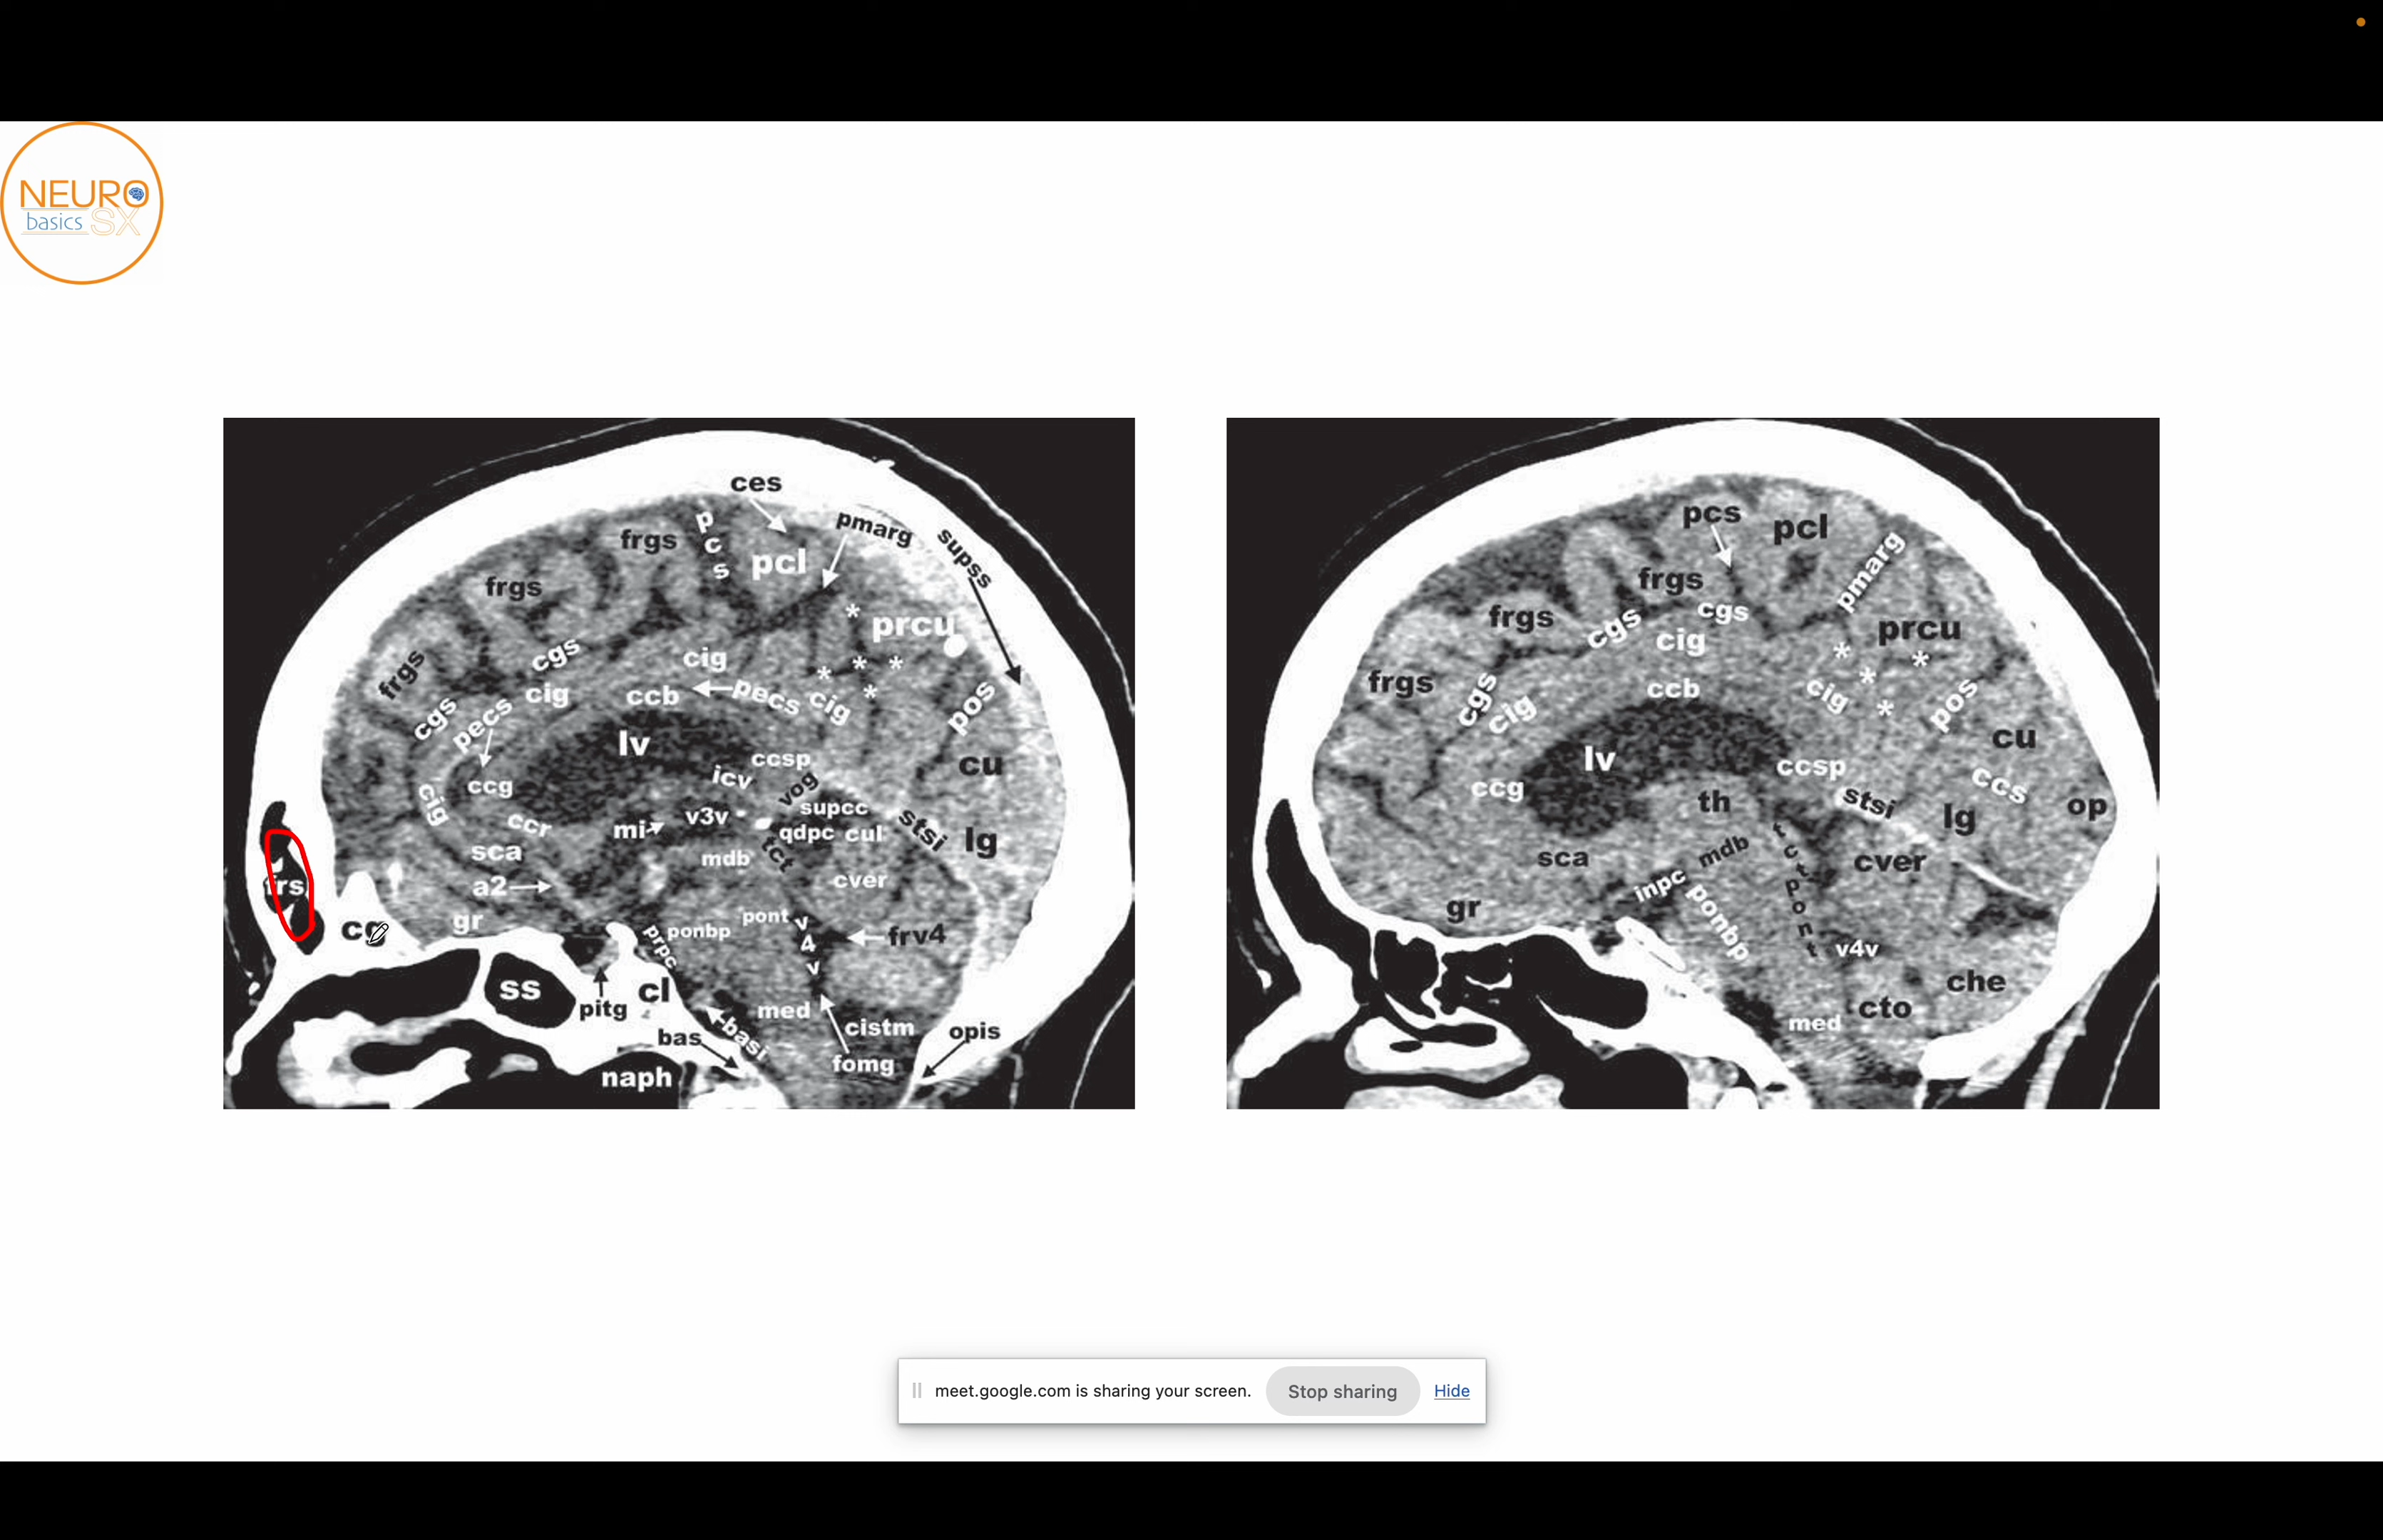 NEURO
basics SX
ces
pcs
pmarg
supss
frgs
pcl
frgs
*
prcu
frgs
cgs
cig
* * *
*
cig
ccb
pecs
cig
pos
cgs
pecs
lv
ccsp
cu
icv
vog
ccg
cig
supcc
stsi
mi
v3v
qdpc cul
lg
ccr
sca
mdb
tct
cver
frs
a2
gr
pont
v4v
frv4
cg
ponbp
prpc
ss
cl
pitg
med
cistm
opis
bas
basi
fomg
naph
pcs
pcl
pmarg
frgs
frgs
cgs
cgs
cig
prcu
* * * *
frgs
cgs
cig
ccb
cig
pos
cu
lv
ccsp
ccs
ccg
th
stsi
lg
op
tct
sca
mdb
cver
inpc
pont
gr
ponbp
v4v
che
cto
med
meet.google.com is sharing your screen.
Stop sharing
Hide